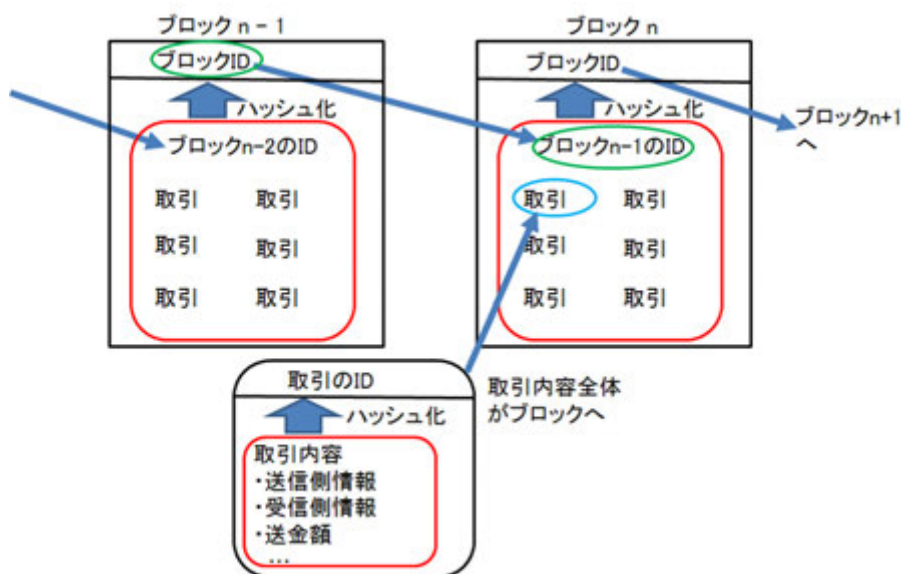 ブロック n - 1
ブロックID
ハッシュ化
ブロックn-2のID
取引 取引
取引 取引
取引 取引
ブロック n
ブロックID
ハッシュ化
ブロックn-1のID
取引 取引
取引 取引
取引 取引
ブロックn+1
へ
取引のID
ハッシュ化
取引内容
・送信側情報
・受信側情報
・送金額
…
取引内容全体
がブロックへ